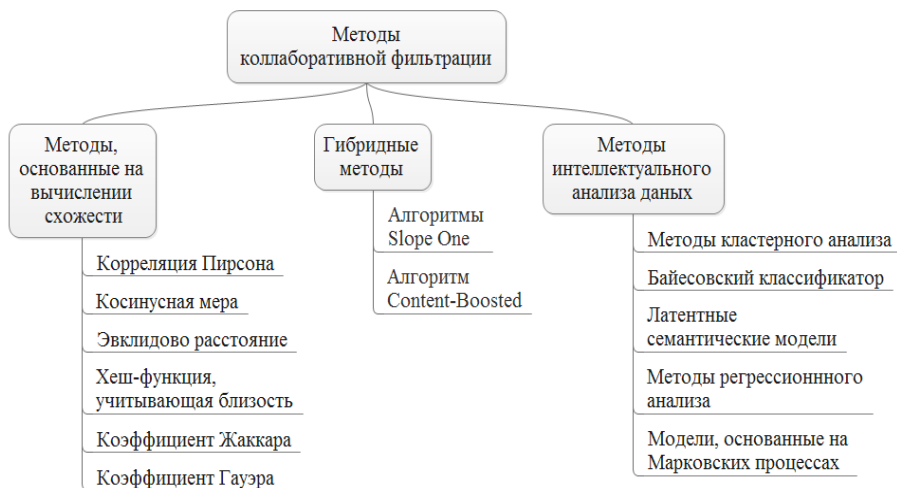 Методы
коллаборативной фильтрации
Методы,
основанные на
вычислении
схожести
Корреляция Пирсона
Косинусная мера
Эвклидово расстояние
Хеш-функция,
учитывающая близость
Коэффициент Жаккара
Коэффициент Гауэра
Гибридные
методы
Алгоритмы
Slope One
Алгоритм
Content-Boosted
Методы
интеллектуального
анализа даных
Методы кластерного анализа
Байесовский классификатор
Латентные
семантические модели
Методы регрессионнного
анализа
Модели, основанные на
Марковских процессах